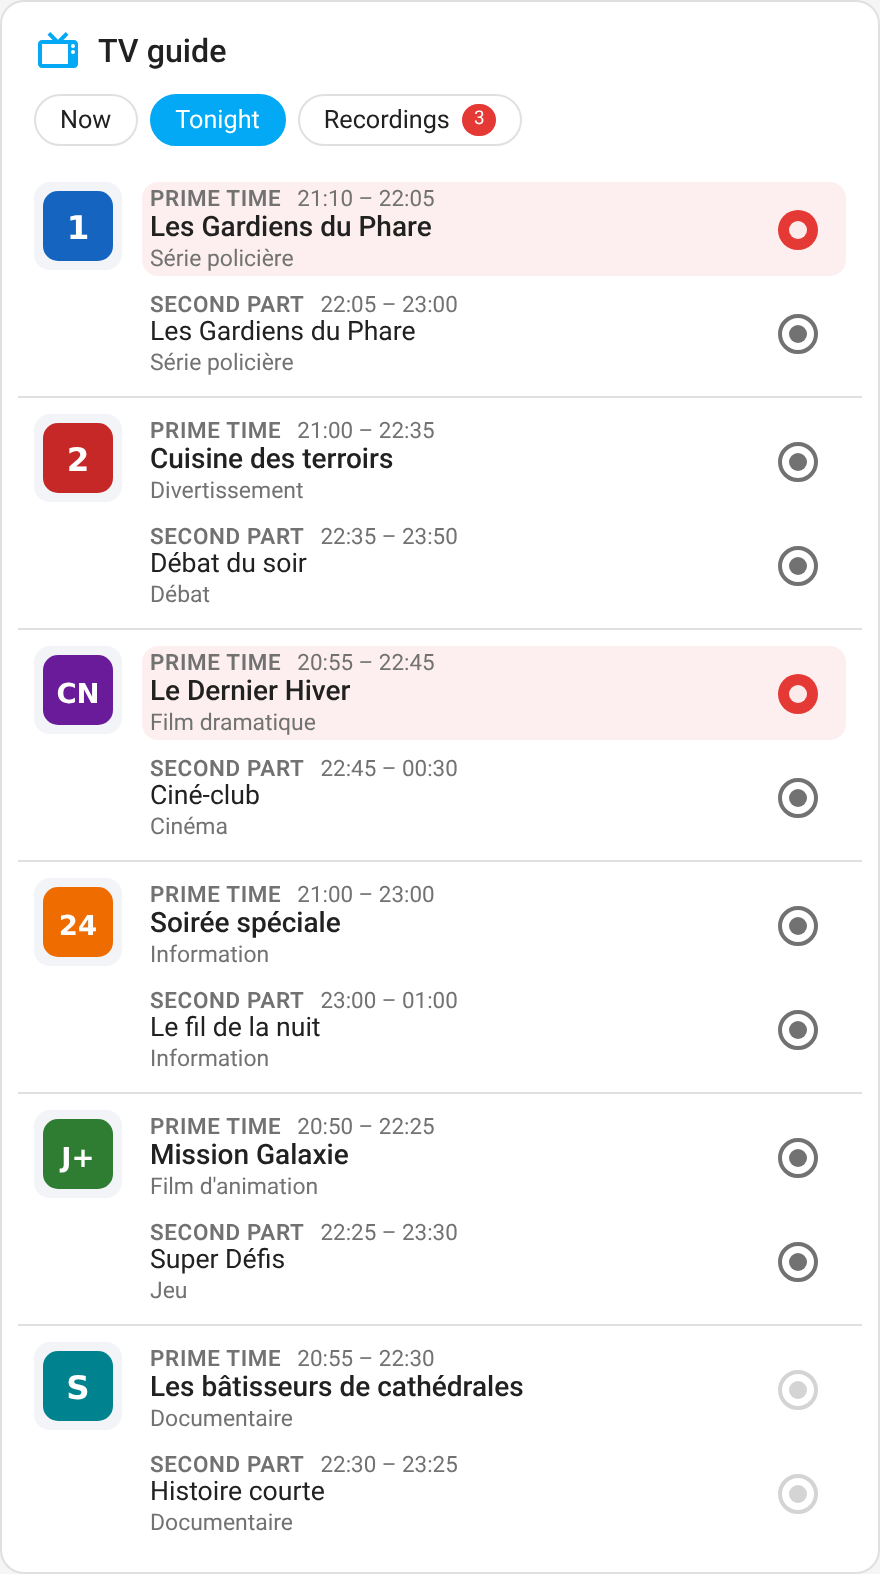 TV guide
Now
Tonight
Recordings 3
1
PRIME TIME 21:10 – 22:05
Les Gardiens du Phare
Série policière
SECOND PART 22:05 – 23:00
Les Gardiens du Phare
Série policière
2
PRIME TIME 21:00 – 22:35
Cuisine des terroirs
Divertissement
SECOND PART 22:35 – 23:50
Débat du soir
Débat
CN
PRIME TIME 20:55 – 22:45
Le Dernier Hiver
Film dramatique
SECOND PART 22:45 – 00:30
Ciné-club
Cinéma
24
PRIME TIME 21:00 – 23:00
Soirée spéciale
Information
SECOND PART 23:00 – 01:00
Le fil de la nuit
Information
J+
PRIME TIME 20:50 – 22:25
Mission Galaxie
Film d'animation
SECOND PART 22:25 – 23:30
Super Défis
Jeu
S
PRIME TIME 20:55 – 22:30
Les bâtisseurs de cathédrales
Documentaire
SECOND PART 22:30 – 23:25
Histoire courte
Documentaire